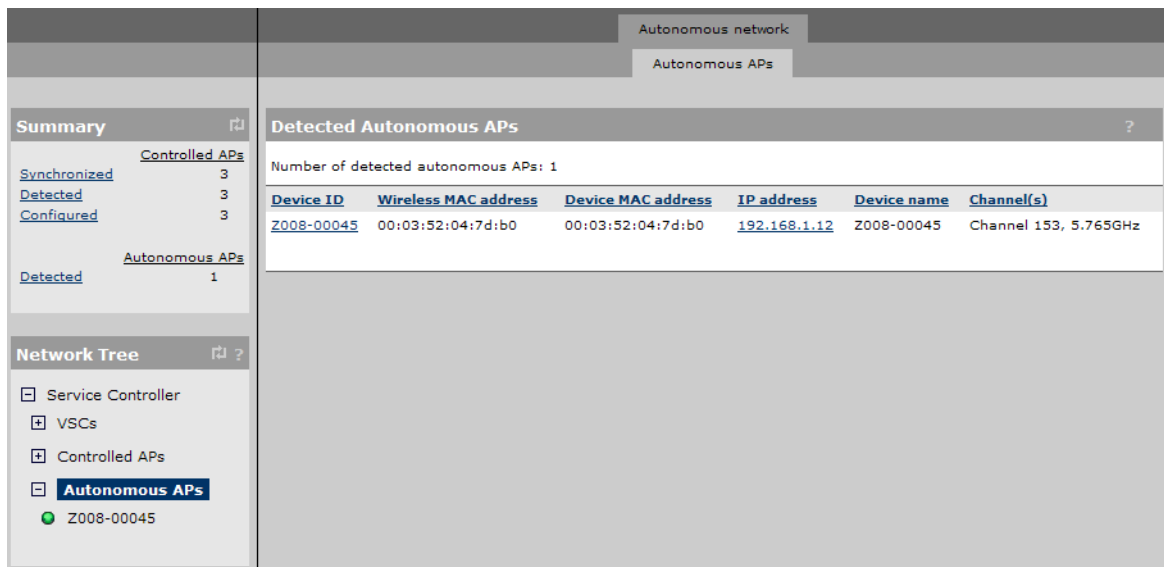 Autonomous network
Autonomous APs
Summary
Controlled APs
Synchronized 3
Detected 3
Configured 3
Autonomous APs
Detected 1
Network Tree ?
Service Controller
VSCs
Controlled APs
Autonomous APs
Z008-00045
Detected Autonomous APs ?
Number of detected autonomous APs: 1
Device ID Wireless MAC address Device MAC address IP address Device name Channel(s)
Z008-00045 00:03:52:04:7d:b0 00:03:52:04:7d:b0 192.168.1.12 Z008-00045 Channel 153, 5.765GHz